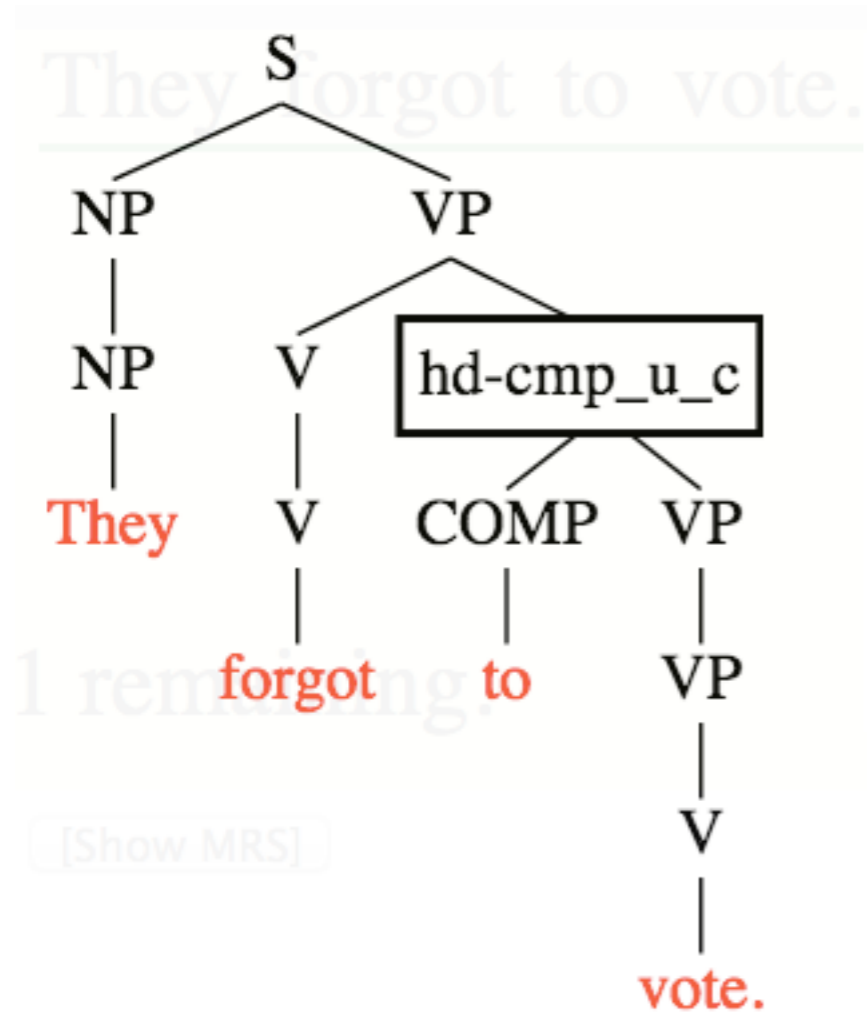 They forgot to vote.
S
NP VP
NP V hd-cmp_u_c
They V COMP VP
1 remaining.
forgot to VP
V
[Show MRS]
vote.